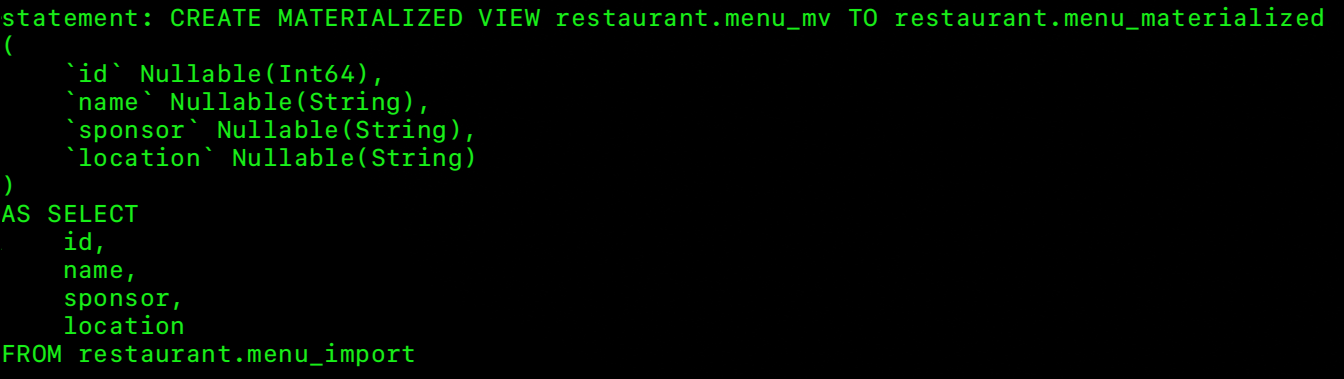 statement: CREATE MATERIALIZED VIEW restaurant.menu_mv TO restaurant.menu_materialized
(
    `id` Nullable(Int64),
    `name` Nullable(String),
    `sponsor` Nullable(String),
    `location` Nullable(String)
)
AS SELECT
    id,
    name,
    sponsor,
    location
FROM restaurant.menu_import